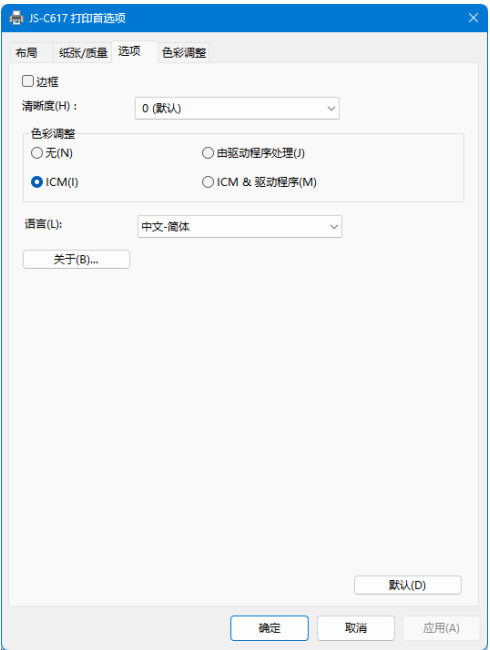 JS-C617 打印首选项
布局 纸张/质量 选项 色彩调整
边框
清晰度(H)： 0 (默认)
色彩调整
无(N) 由驱动程序处理(J)
ICM(I) ICM & 驱动程序(M)
语言(L): 中文-简体
关于(B)...
默认(D)
确定 取消 应用(A)